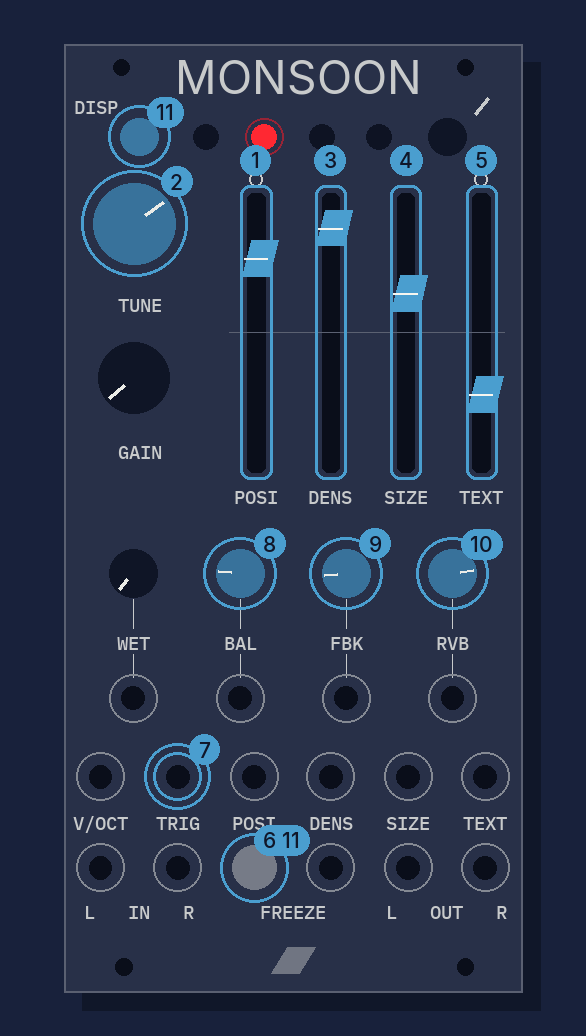 MONSOON
DISP 11
1 3 4 5
2
TUNE
GAIN
POSI DENS SIZE TEXT
8 9 10
WET BAL FBK RVB
7
V/OCT TRIG POSI DENS SIZE TEXT
6 11
L IN R FREEZE L OUT R